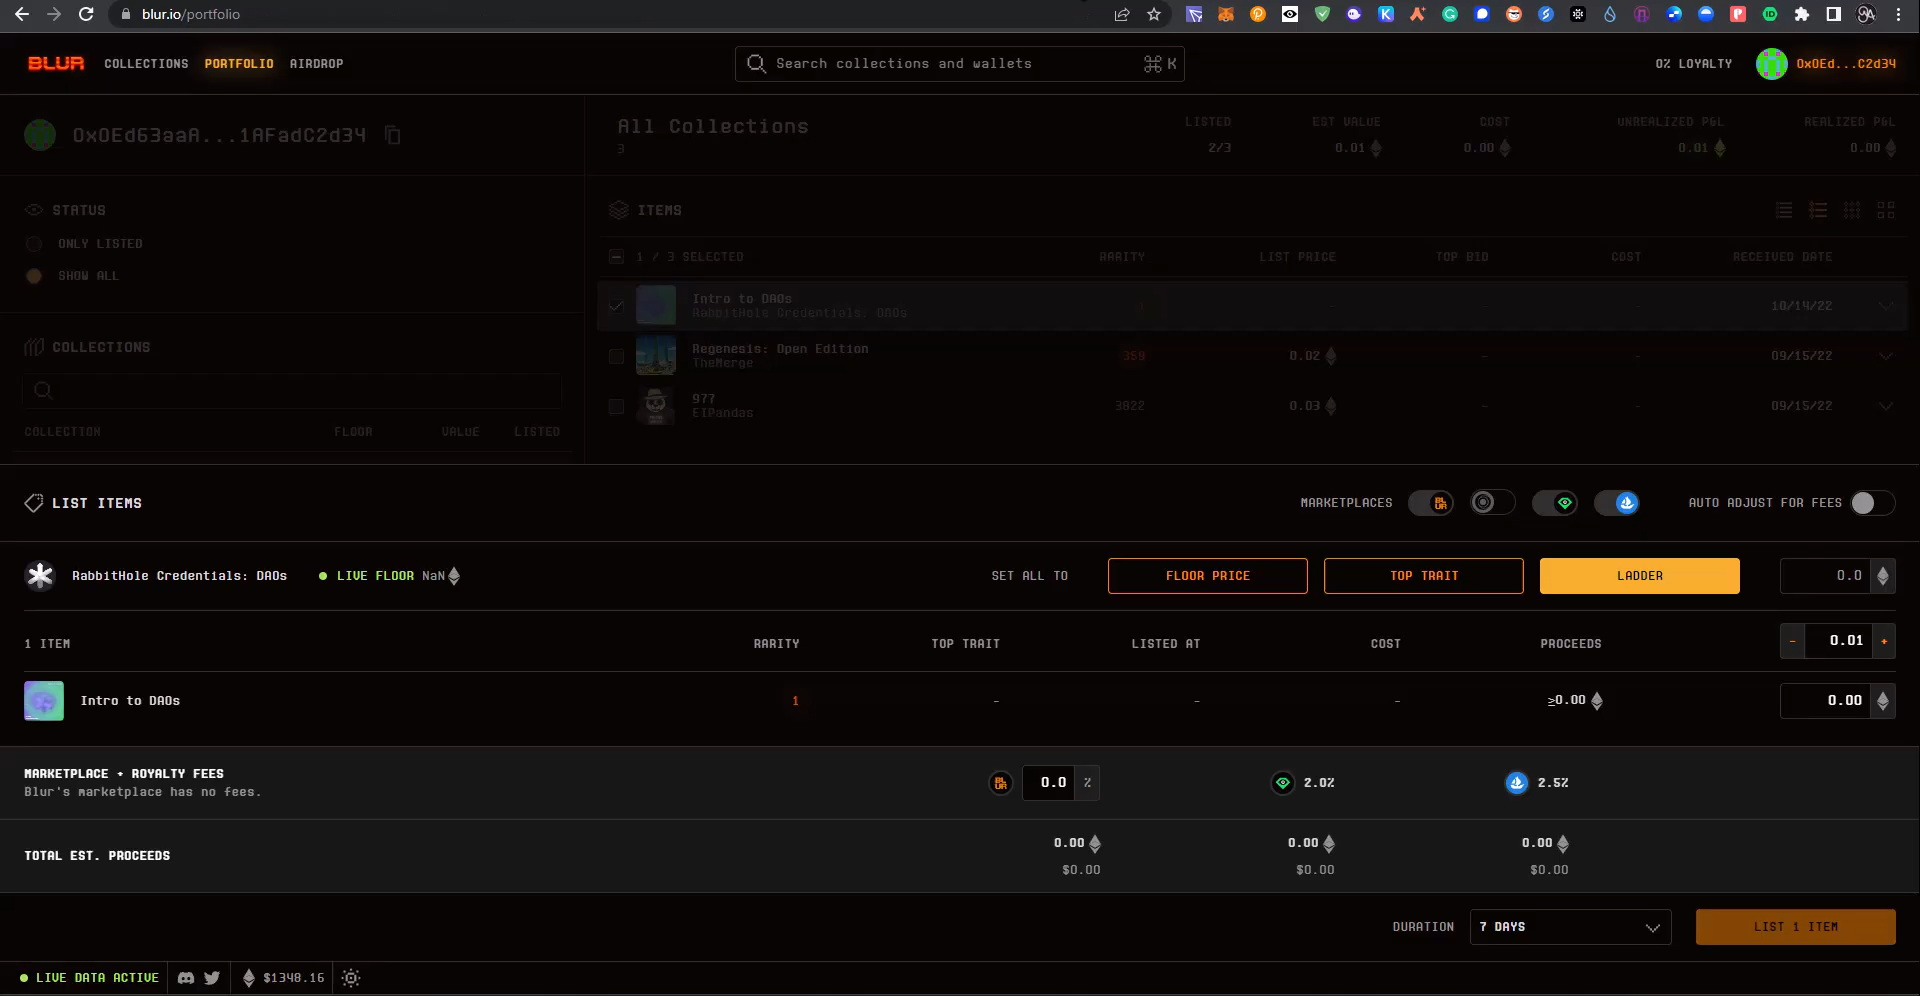 blur.io/portfolio
BLUR COLLECTIONS PORTFOLIO AIRDROP Search collections and wallets ⌘ K 0% LOYALTY 0x0Ed...C2d34
0x0Ed63aaA...1AFadC2d34
All Collections LISTED EST VALUE COST UNREALIZED P&L REALIZED P&L
3 2/3 0.01 0.00 0.01 0.00
STATUS
ONLY LISTED
SHOW ALL
COLLECTIONS
COLLECTION FLOOR VALUE LISTED
ITEMS
1 / 3 SELECTED RARITY LIST PRICE TOP BID COST RECEIVED DATE
Intro to DAOs
RabbitHole Credentials: DAOs
1 - - - 10/14/22
Regenesis: Open Edition
TheMerge
359 0.02 - - 09/15/22
977
EIPandas
3822 0.03 - - 09/15/22
LIST ITEMS MARKETPLACES AUTO ADJUST FOR FEES
RabbitHole Credentials: DAOs LIVE FLOOR NaN SET ALL TO FLOOR PRICE TOP TRAIT LADDER 0.0
1 ITEM RARITY TOP TRAIT LISTED AT COST PROCEEDS - 0.01 +
Intro to DAOs 1 - - - ≥0.00 0.00
MARKETPLACE + ROYALTY FEES
Blur's marketplace has no fees.
BLUR 0.0 % 2.0% 2.5%
TOTAL EST. PROCEEDS
0.00 0.00 0.00
$0.00 $0.00 $0.00
DURATION 7 DAYS LIST 1 ITEM
LIVE DATA ACTIVE $1348.16